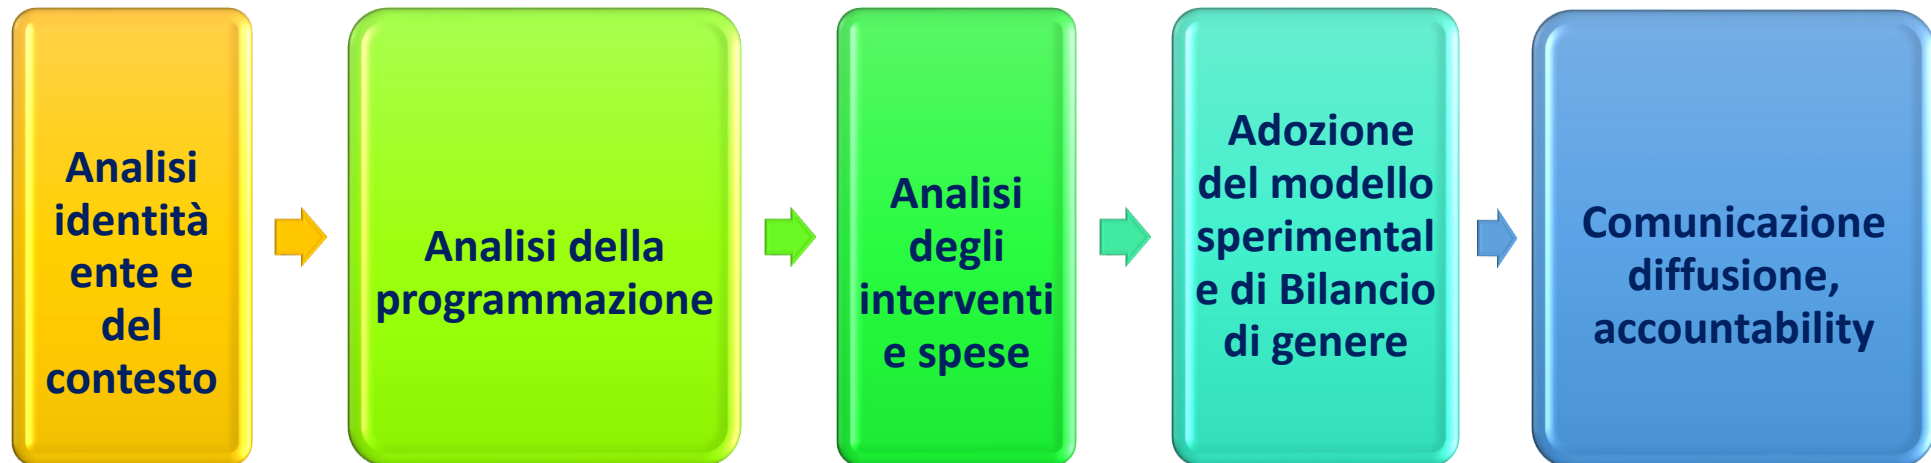 Analisi
identità
ente e
del
contesto
Analisi della
programmazione
Analisi
degli
interventi
e spese
Adozione
del modello
sperimental
e di Bilancio
di genere
Comunicazione
diffusione,
accountability